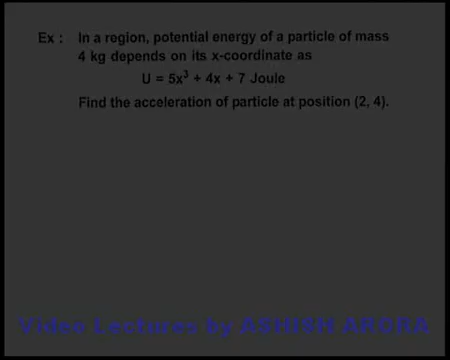 Ex : In a region, potential energy of a particle of mass
4 kg depends on its x-coordinate as
U = 5x³ + 4x + 7 Joule
Find the acceleration of particle at position (2, 4).
Video Lectures by ASHISH ARORA